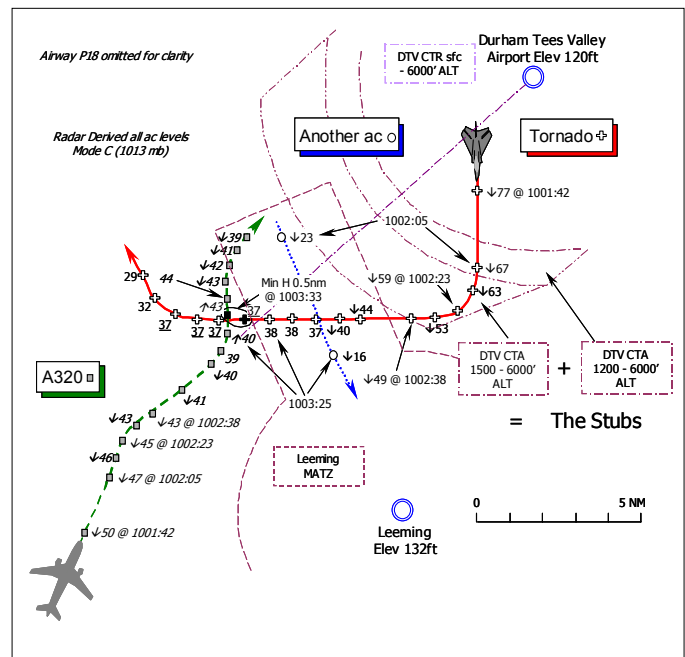 Airway P18 omitted for clarity
Radar Derived all ac levels
Mode C (1013 mb)
DTV CTR sfc
- 6000' ALT
Durham Tees Valley
Airport Elev 120ft
Another ac
Tornado
↓77 @ 1001:42
1002:05
↓23
↓67
↓39
↓41
↓42
↓43
44
↑43
Min H 0.5nm
@ 1003:33
↓59 @ 1002:23
↓63
29
32
37
37
37
37
38
38
37
↓40
↓44
↓53
↓49 @ 1002:38
↑40
39
↓40
↓16
1003:25
A320
↓41
↓43
↓43 @ 1002:38
↓45 @ 1002:23
↓46
↓47 @ 1002:05
↓50 @ 1001:42
DTV CTA
1500 - 6000'
ALT
+
DTV CTA
1200 - 6000'
ALT
= The Stubs
Leeming
MATZ
Leeming
Elev 132ft
0
5 NM